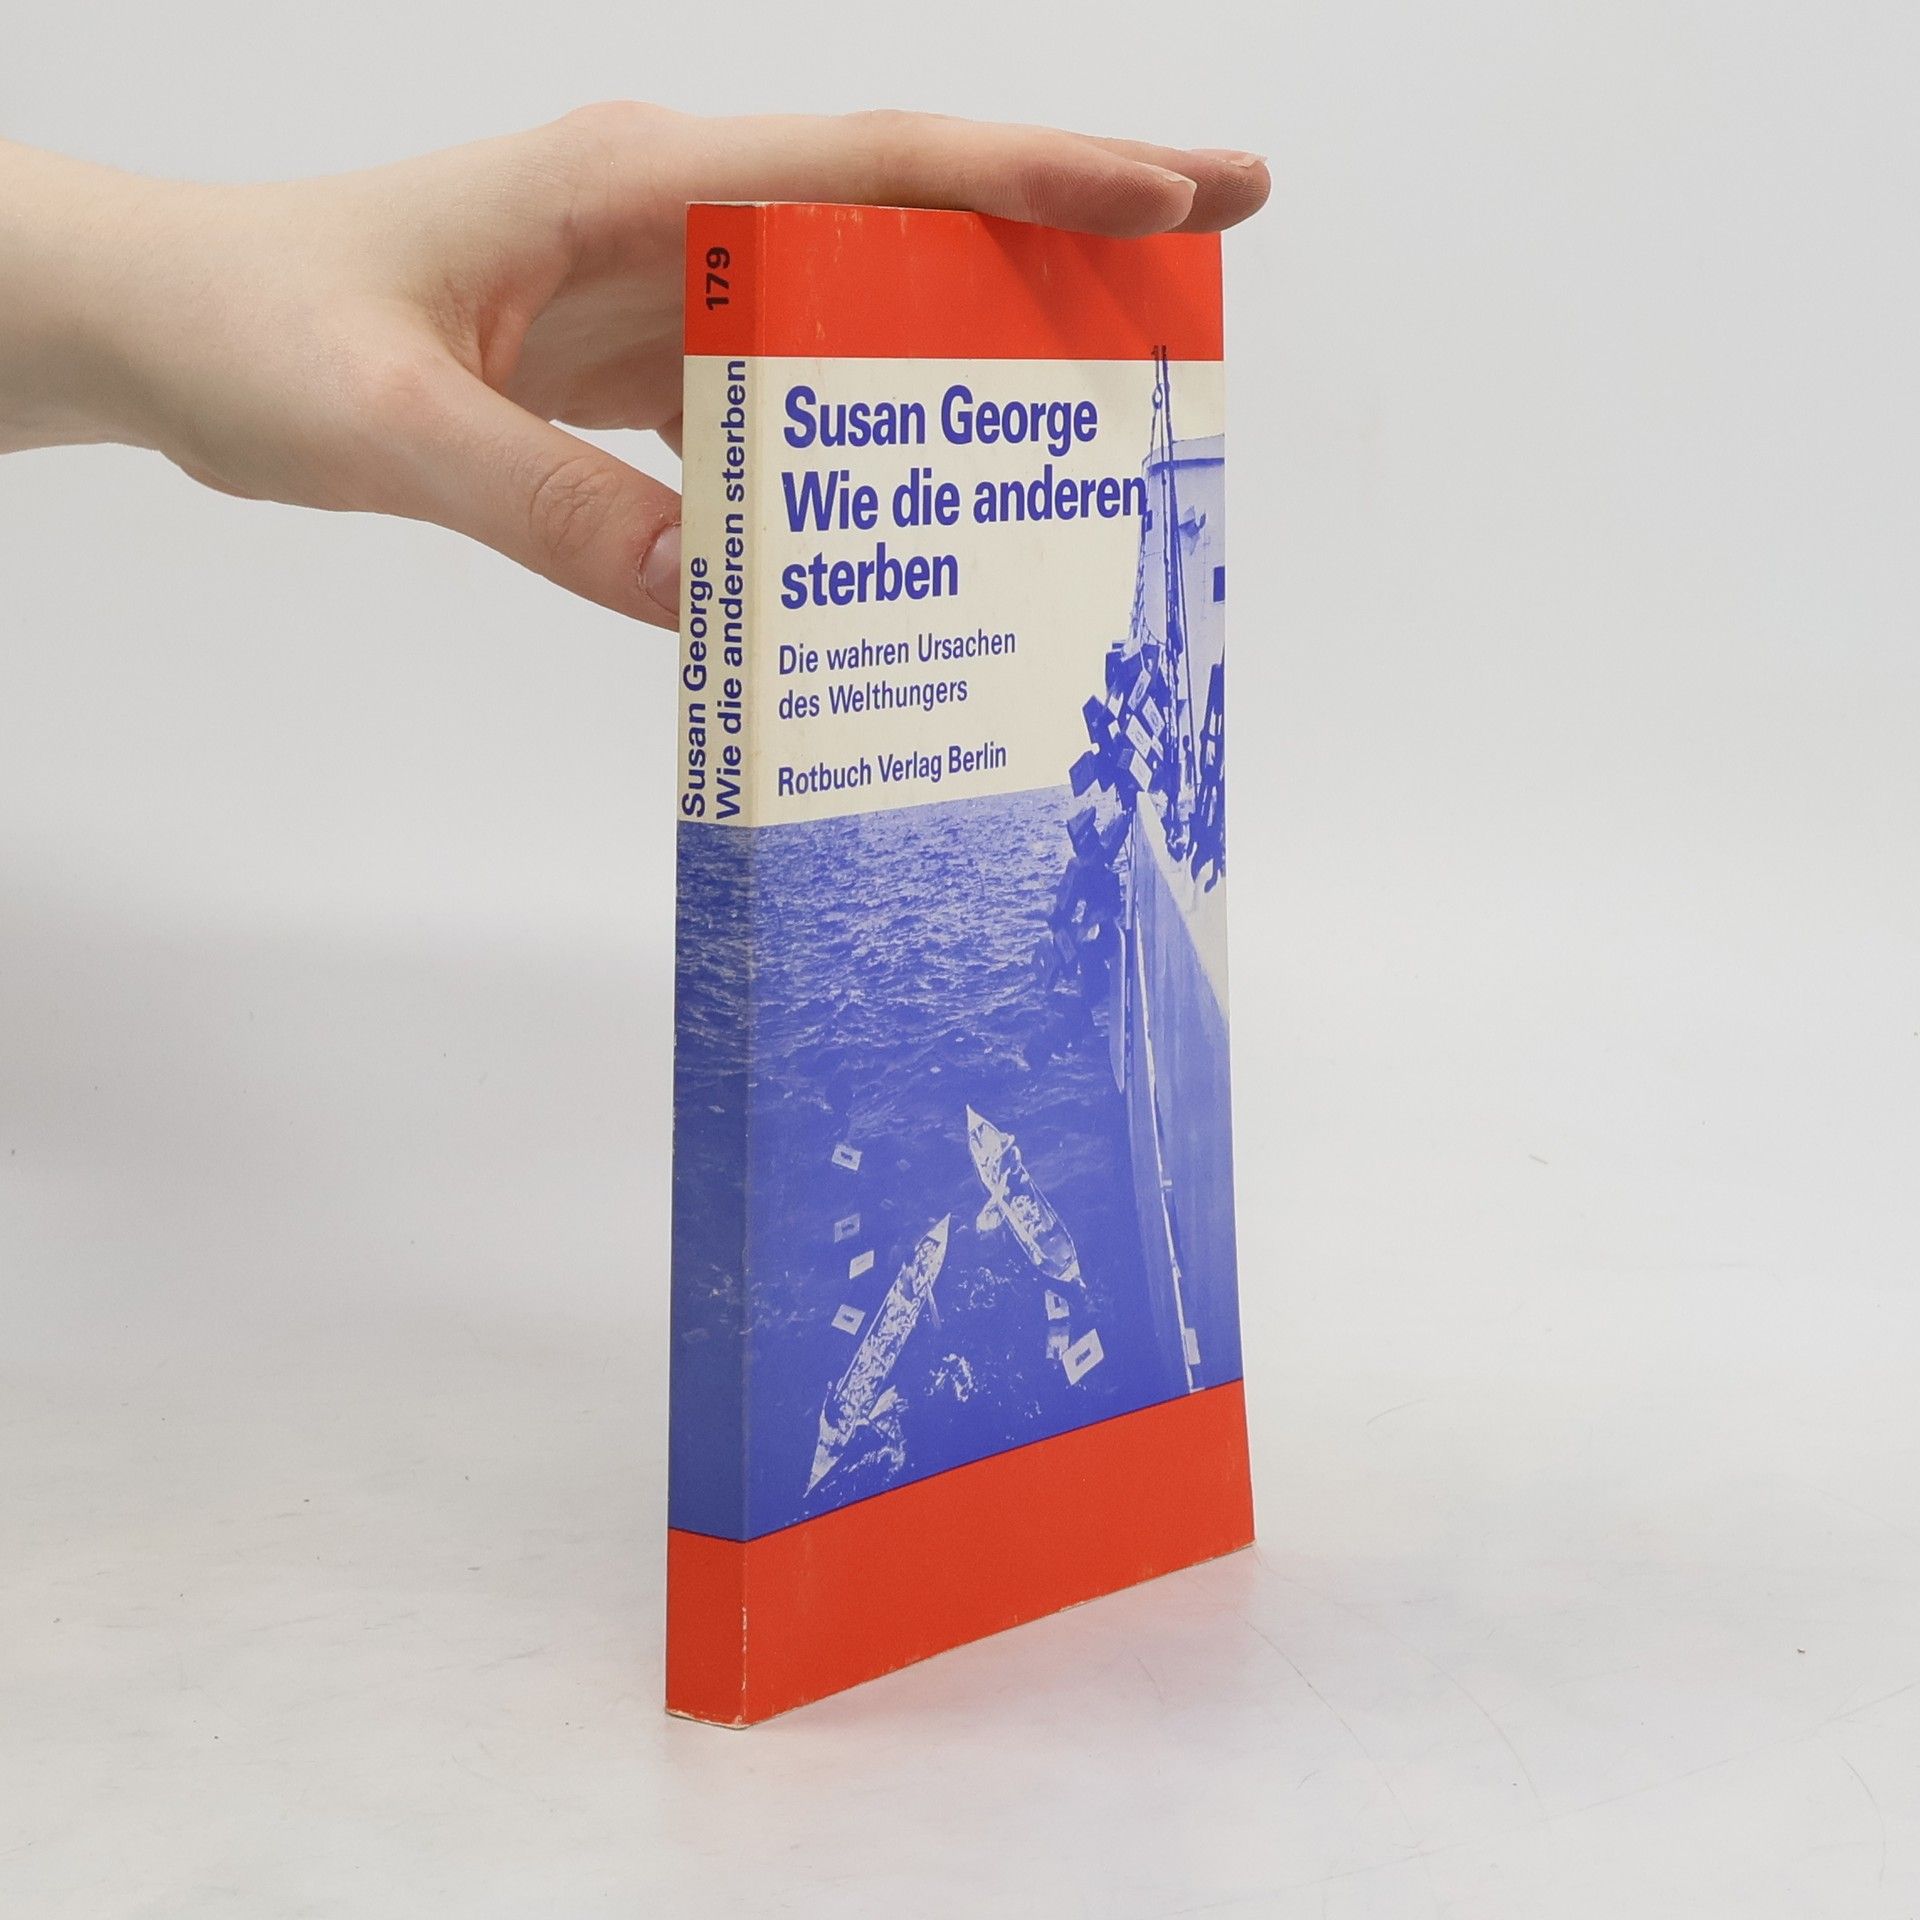 179
Susan George
Wie die anderen sterben
Susan George
Wie die anderen
sterben
Die wahren Ursachen
des Welthungers
Rotbuch Verlag Berlin